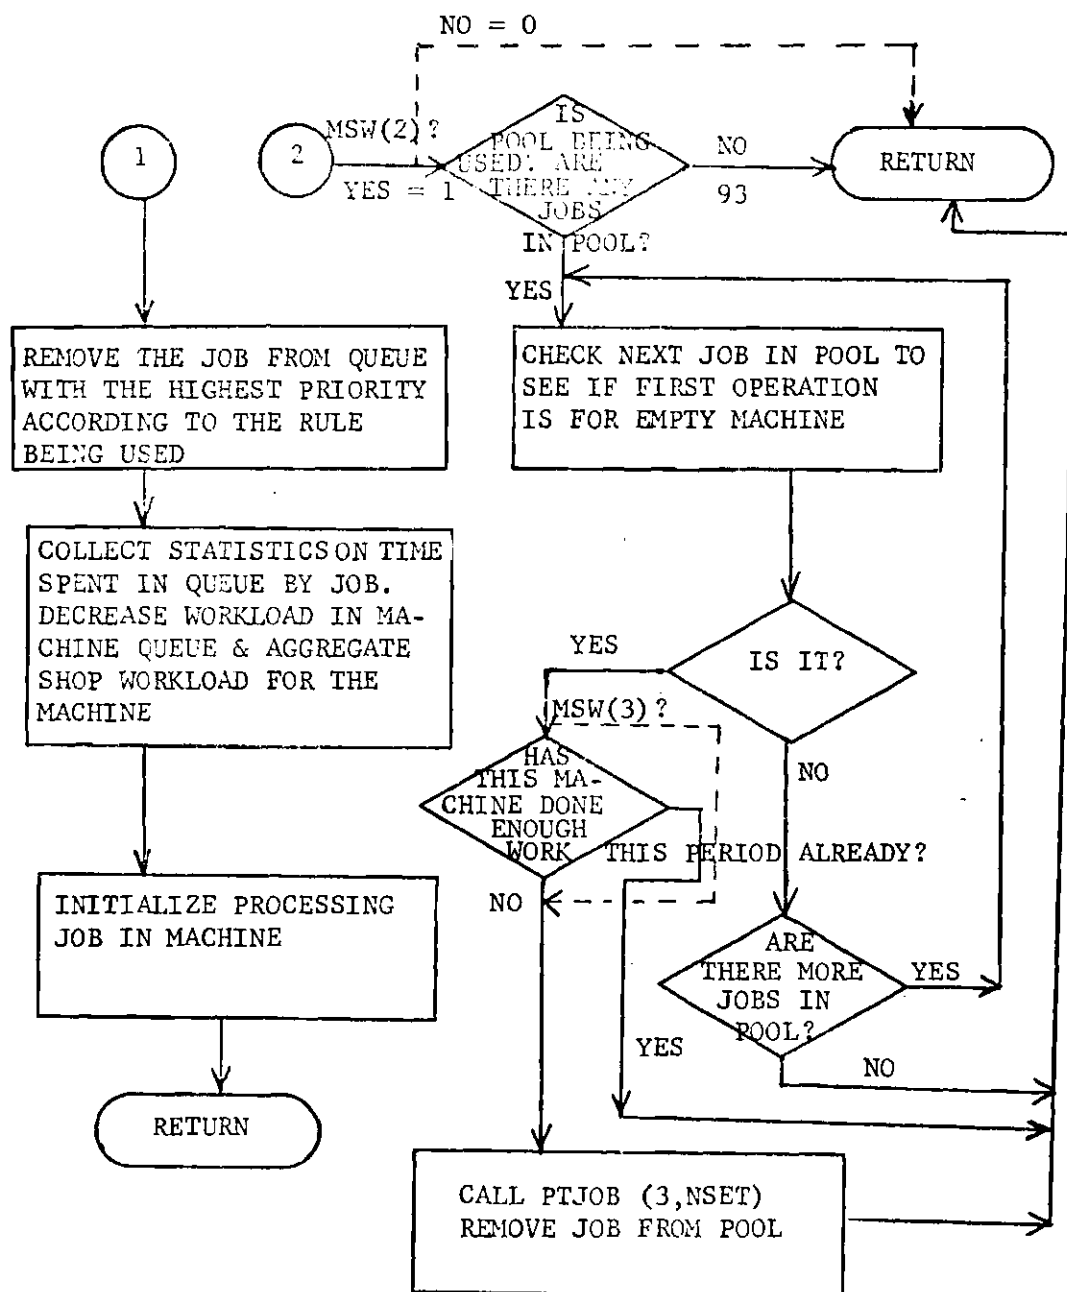 NO = 0
1
2
MSW(2)?
YES = 1
IS
POOL BEING
USED; ARE
THERE ANY
JOBS
IN POOL?
NO
93
RETURN
YES
REMOVE THE JOB FROM QUEUE
WITH THE HIGHEST PRIORITY
ACCORDING TO THE RULE
BEING USED
CHECK NEXT JOB IN POOL TO
SEE IF FIRST OPERATION
IS FOR EMPTY MACHINE
COLLECT STATISTICS ON TIME
SPENT IN QUEUE BY JOB.
DECREASE WORKLOAD IN MA-
CHINE QUEUE & AGGREGATE
SHOP WORKLOAD FOR THE
MACHINE
YES
IS IT?
MSW(3)?
NO
HAS
THIS MA-
CHINE DONE
ENOUGH
WORK
THIS PERIOD ALREADY?
NO
INITIALIZE PROCESSING
JOB IN MACHINE
ARE
THERE MORE
JOBS IN
POOL?
YES
YES
NO
RETURN
CALL PTJOB (3,NSET)
REMOVE JOB FROM POOL